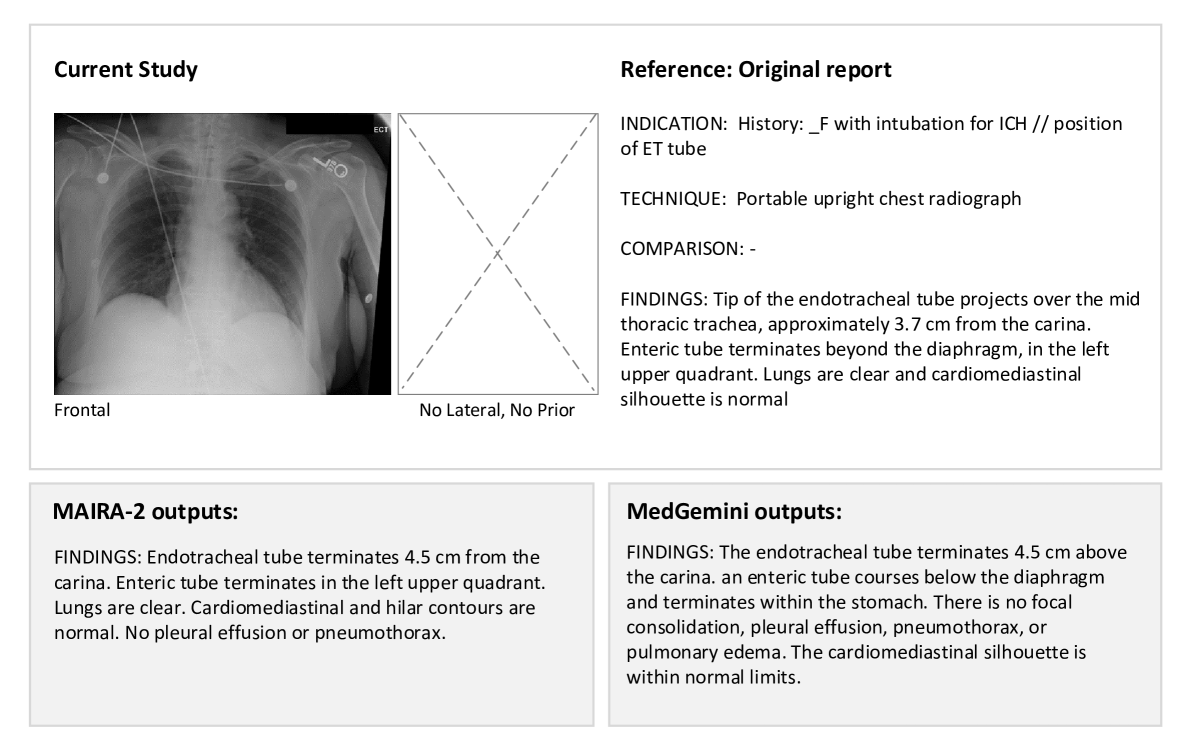 Current Study
Reference: Original report
ECT
INDICATION:  History: _F with intubation for ICH // position
of ET tube
TECHNIQUE:  Portable upright chest radiograph
COMPARISON: -
FINDINGS: Tip of the endotracheal tube projects over the mid
thoracic trachea, approximately 3.7 cm from the carina.
Enteric tube terminates beyond the diaphragm, in the left
upper quadrant. Lungs are clear and cardiomediastinal
silhouette is normal
Frontal
No Lateral, No Prior
MAIRA-2 outputs:
FINDINGS: Endotracheal tube terminates 4.5 cm from the
carina. Enteric tube terminates in the left upper quadrant.
Lungs are clear. Cardiomediastinal and hilar contours are
normal. No pleural effusion or pneumothorax.
MedGemini outputs:
FINDINGS: The endotracheal tube terminates 4.5 cm above
the carina. an enteric tube courses below the diaphragm
and terminates within the stomach. There is no focal
consolidation, pleural effusion, pneumothorax, or
pulmonary edema. The cardiomediastinal silhouette is
within normal limits.